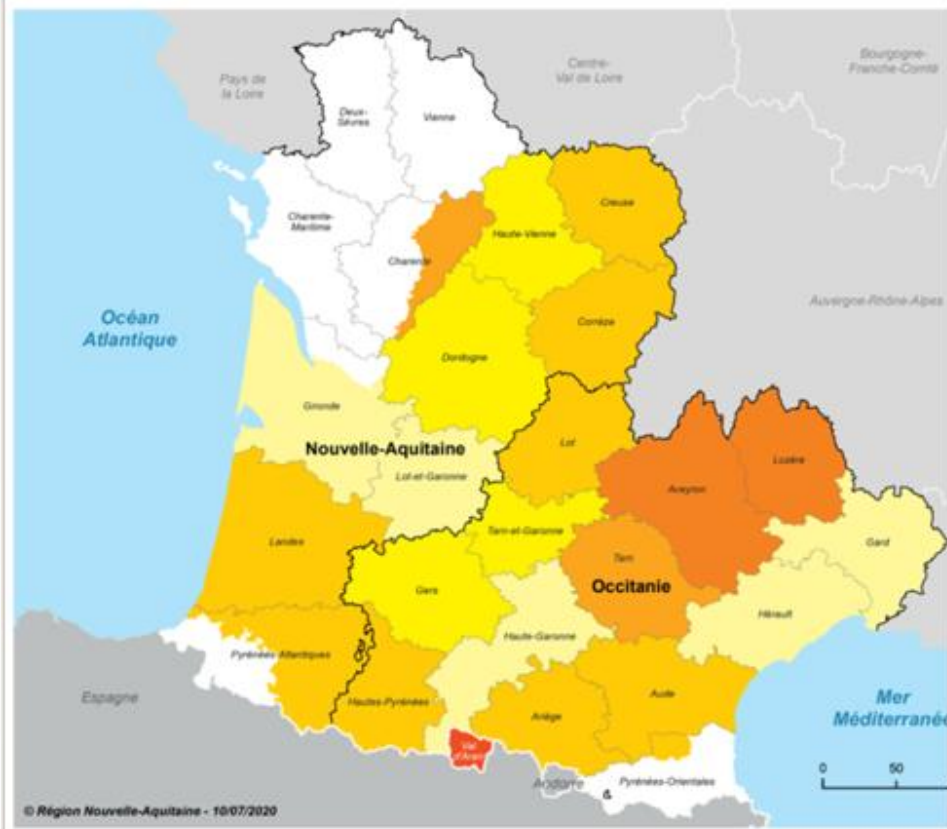 Pays de
la Loire
Centre-
Val de Loire
Bourgogne-
Franche-Comté
Deux-
Sèvres
Vienne
Creuse
Haute-Vienne
Charente-
Maritime
Charente
Auvergne-Rhône-Alpes
Océan
Atlantique
Corrèze
Dordogne
Gironde
Nouvelle-Aquitaine
Lot
Lozère
Lot-et-Garonne
Aveyron
Landes
Tarn-et-Garonne
Gard
Tarn
Occitanie
Gers
Hérault
Haute-Garonne
Pyrénées Atlantiques
Espagne
Hautes-Pyrénées
Ariège
Aude
Mer
Méditerranée
Val
d'Aran
Andorre
Pyrénées-Orientales
0 50
© Région Nouvelle-Aquitaine - 10/07/2020